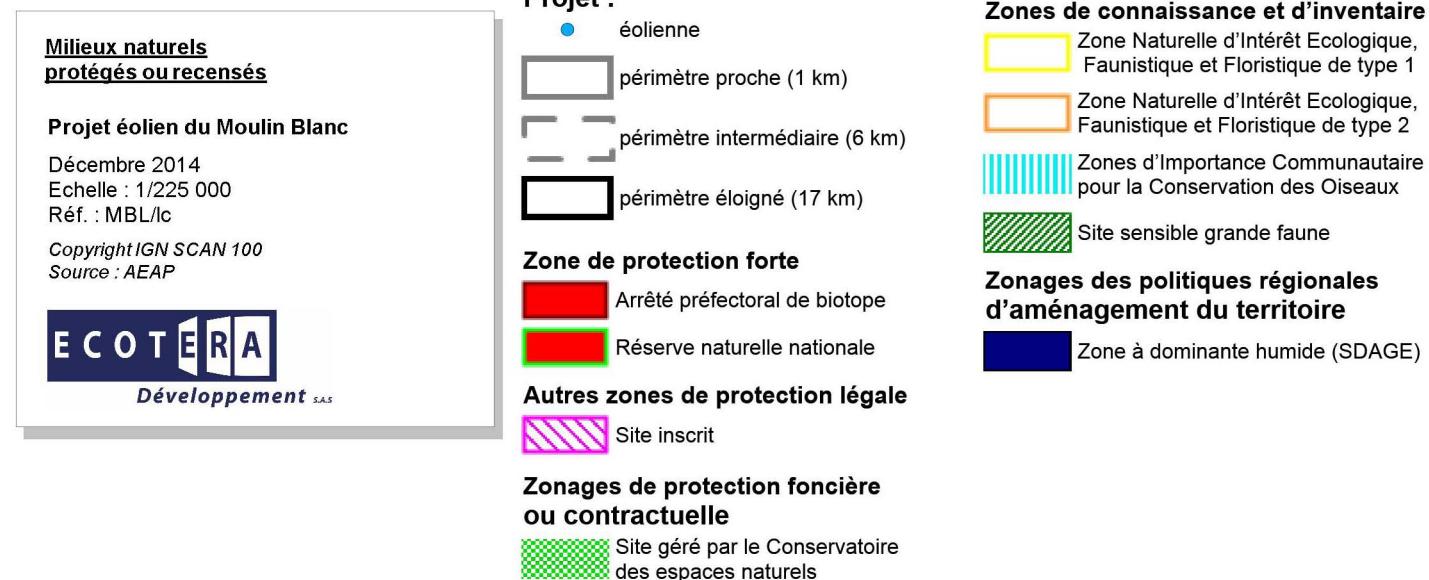 Milieux naturels
protégés ou recensés
Projet éolien du Moulin Blanc
Décembre 2014
Echelle : 1/225 000
Réf. : MBL/lc
Copyright IGN SCAN 100
Source : AEAP
ECOTERA
Développement S.A.S
Projet :
éolienne
périmètre proche (1 km)
périmètre intermédiaire (6 km)
périmètre éloigné (17 km)
Zone de protection forte
Arrêté préfectoral de biotope
Réserve naturelle nationale
Autres zones de protection légale
Site inscrit
Zonages de protection foncière
ou contractuelle
Site géré par le Conservatoire
des espaces naturels
Zones de connaissance et d’inventaire
Zone Naturelle d’Intérêt Ecologique,
Faunistique et Floristique de type 1
Zone Naturelle d’Intérêt Ecologique,
Faunistique et Floristique de type 2
Zones d’Importance Communautaire
pour la Conservation des Oiseaux
Site sensible grande faune
Zonages des politiques régionales
d’aménagement du territoire
Zone à dominante humide (SDAGE)